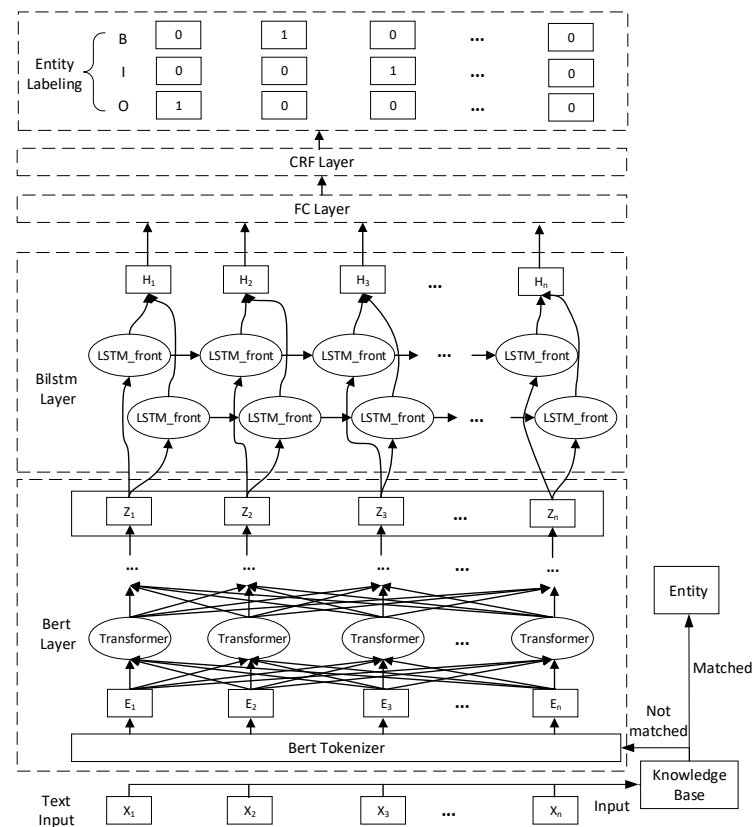 Entity
Labeling
B 0 1 0 ... 0
I 0 0 1 ... 0
O 1 0 0 ... 0
CRF Layer
FC Layer
H1 H2 H3 ... Hn
LSTM_front LSTM_front LSTM_front ... LSTM_front
Bilstm
Layer
LSTM_front LSTM_front LSTM_front ... LSTM_front
Z1 Z2 Z3 ... Zn
... ... ... ... ...
Bert
Layer
Transformer Transformer Transformer ... Transformer
E1 E2 E3 ... En
Bert Tokenizer
Entity
Matched
Not
matched
Knowledge
Base
Input
Text
Input
X1 X2 X3 ... Xn